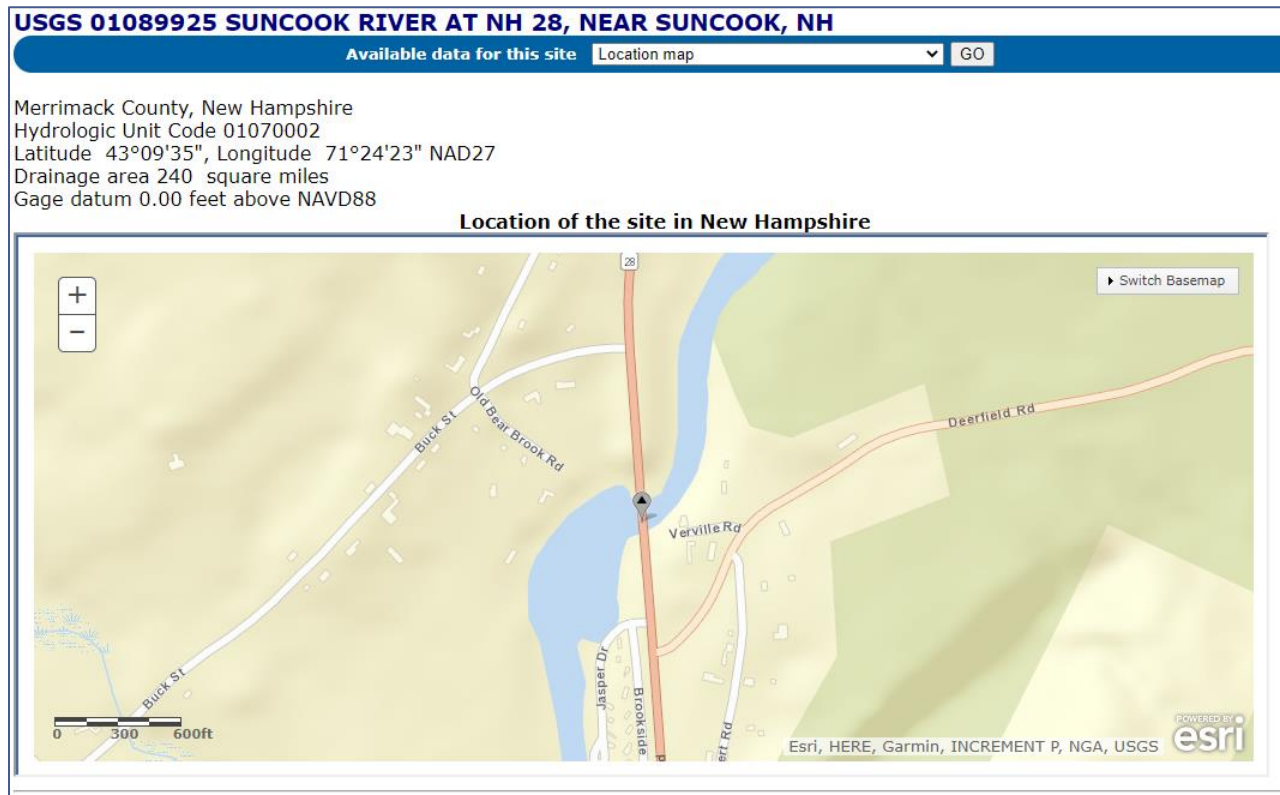 USGS 01089925 SUNCOOK RIVER AT NH 28, NEAR SUNCOOK, NH
Available data for this site Location map GO
Merrimack County, New Hampshire
Hydrologic Unit Code 01070002
Latitude 43°09'35", Longitude 71°24'23" NAD27
Drainage area 240 square miles
Gage datum 0.00 feet above NAVD88
Location of the site in New Hampshire
28
+
−
Switch Basemap
Old Bear Brook Rd
Buck St
Deerfield Rd
Verville Rd
Buck St
Jasper Dr
Brookside
ert Rd
0 300 600ft
Esri, HERE, Garmin, INCREMENT P, NGA, USGS
POWERED BY
esri